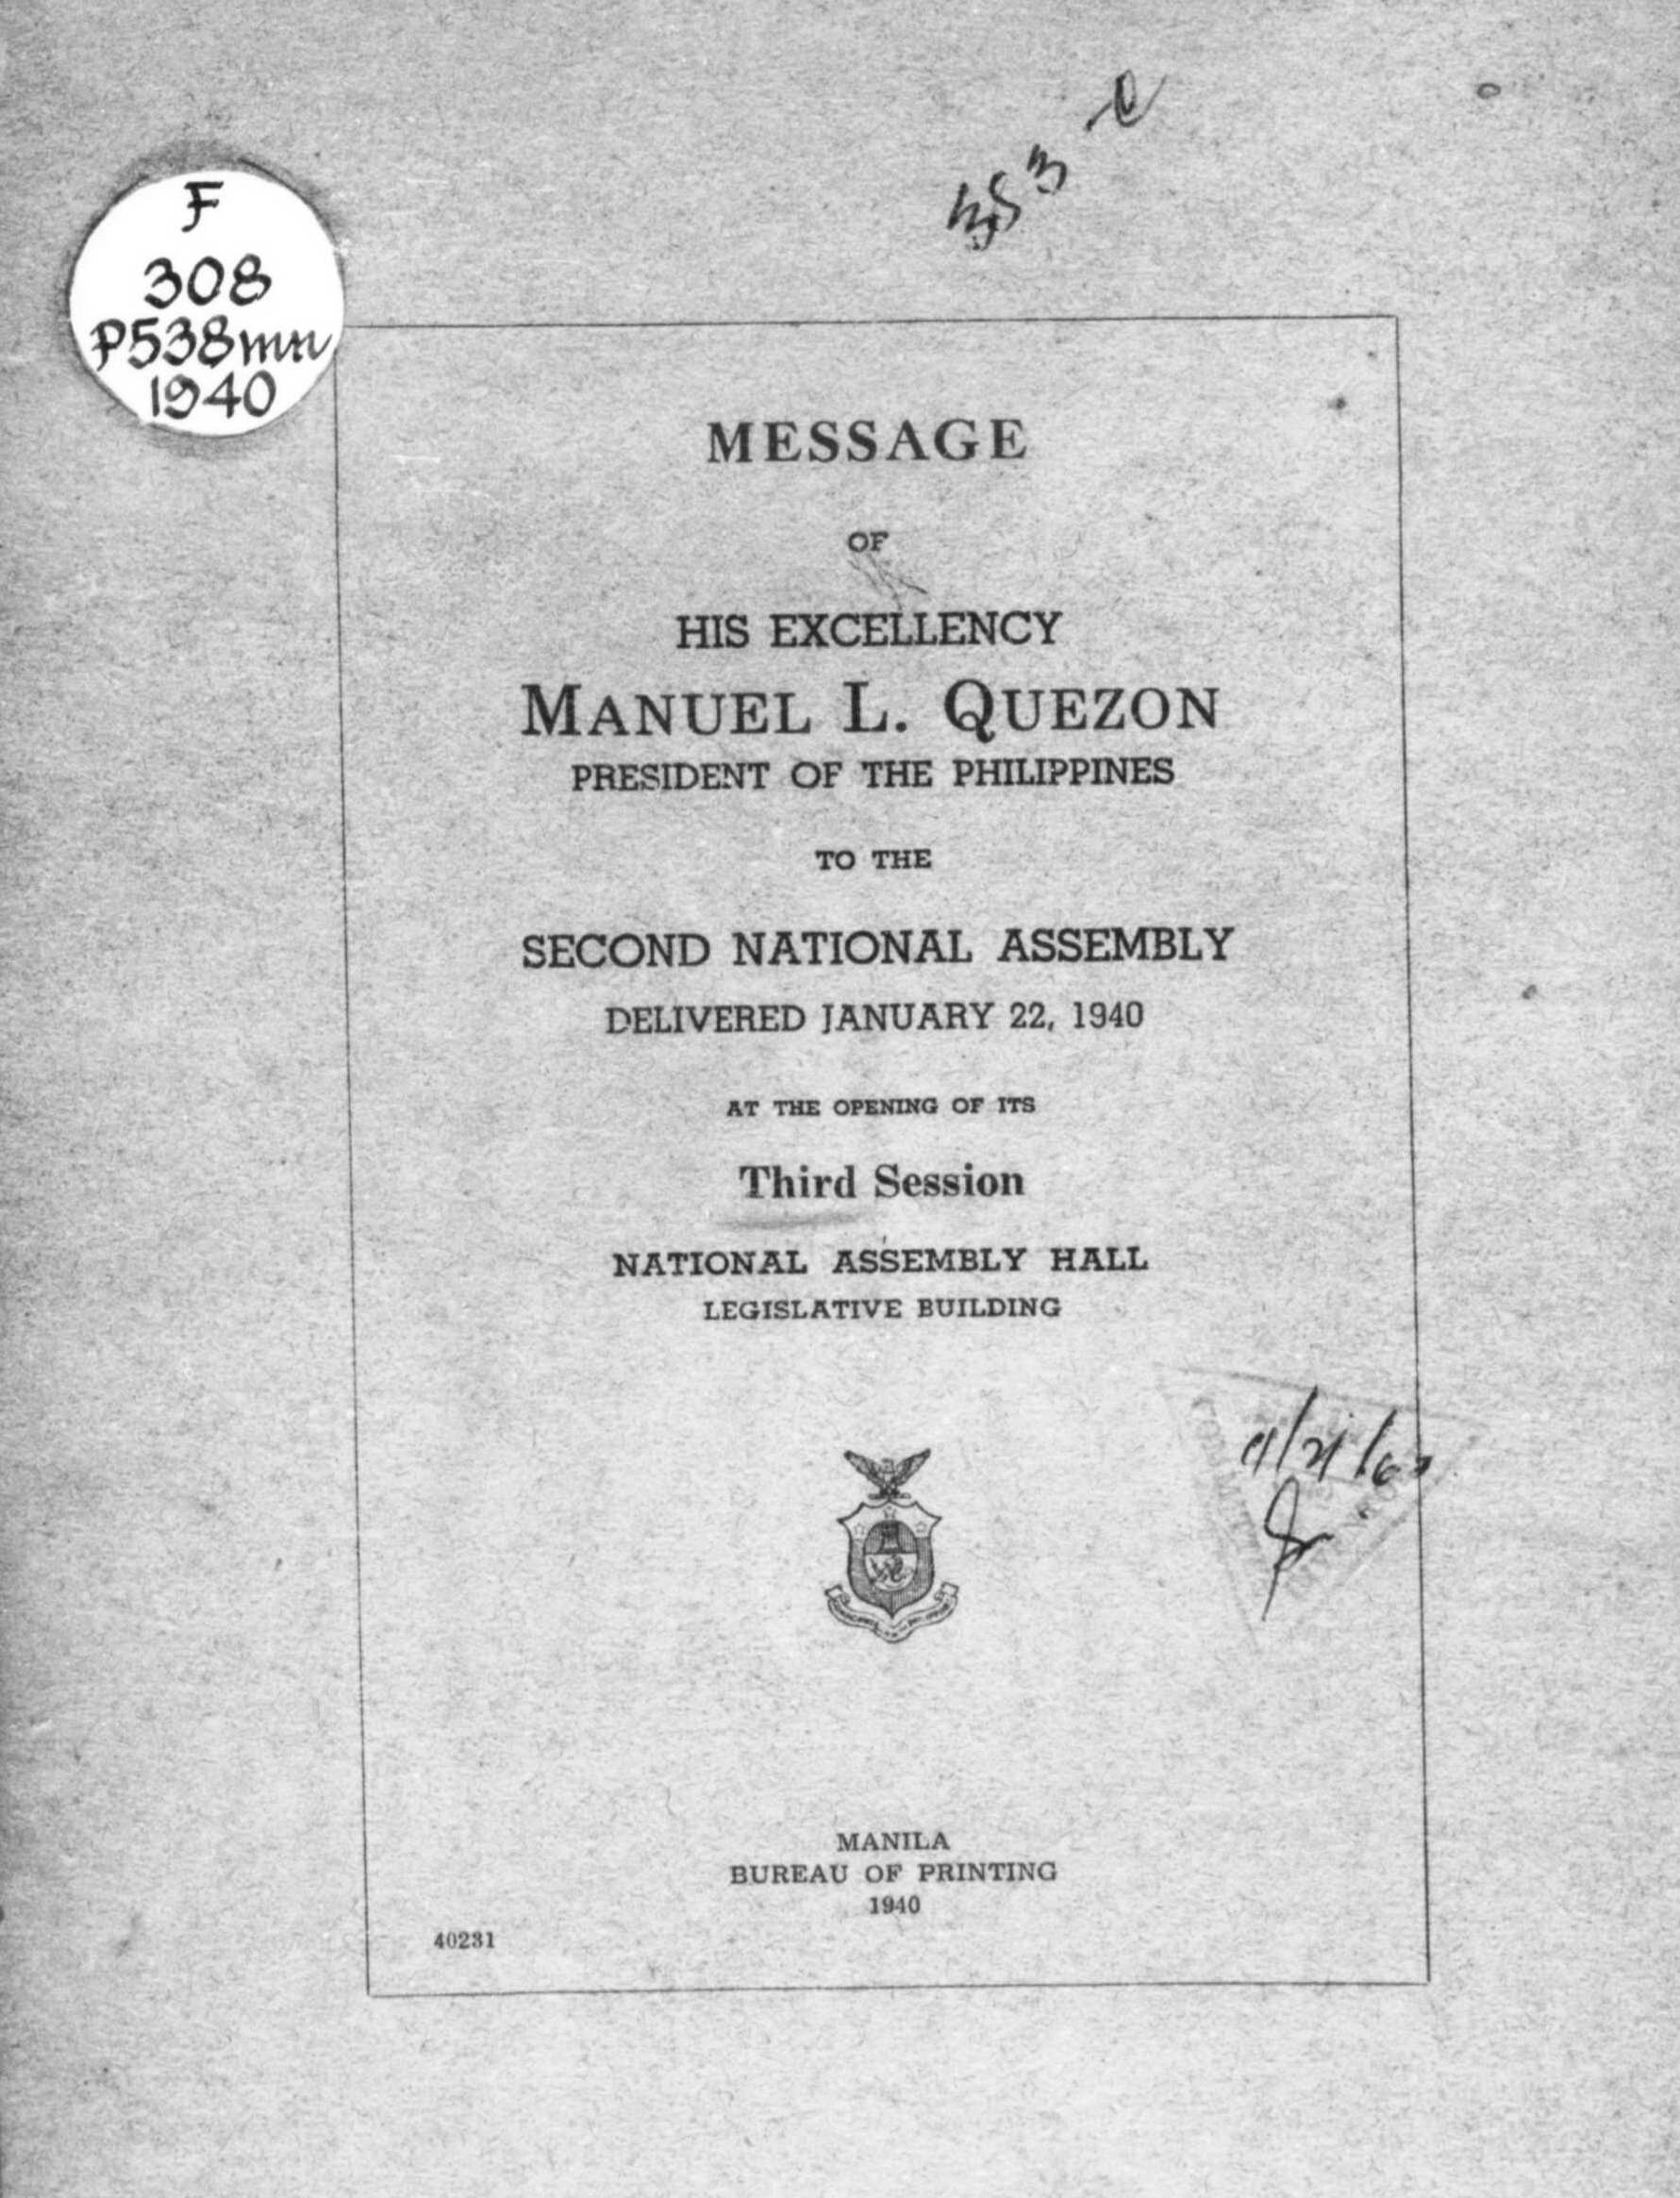 F
308
P538mn
1940
MESSAGE
OF
HIS EXCELLENCY
MANUEL L. QUEZON
PRESIDENT OF THE PHILIPPINES
TO THE
SECOND NATIONAL ASSEMBLY
DELIVERED JANUARY 22, 1940
AT THE OPENING OF ITS
Third Session
NATIONAL ASSEMBLY HALL
LEGISLATIVE BUILDING
MANILA
BUREAU OF PRINTING
1940
40231